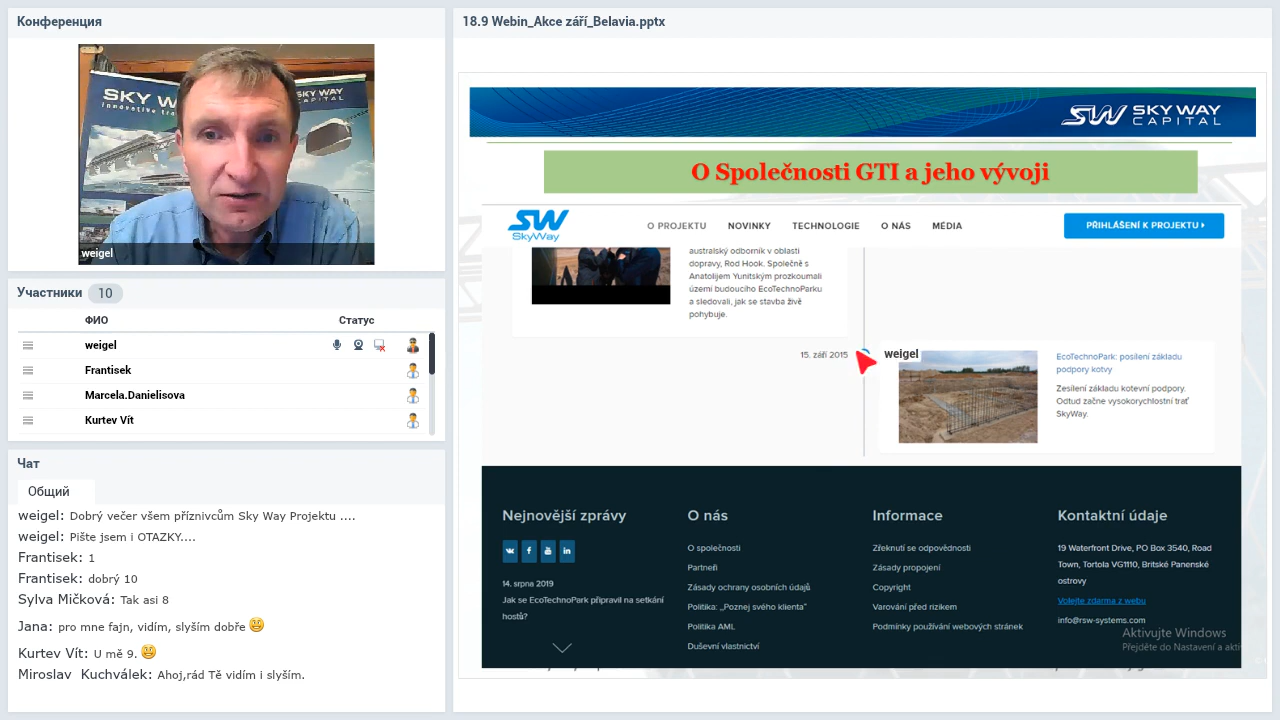 Конференция
SKY W
Innovative tra
SKY WAY
CAPITAL
weigel
Участники 10
ФИО Статус
weigel
Frantisek
Marcela.Danielisova
Kurtev Vít
Чат
Общий
weigel: Dobrý večer všem příznivcům Sky Way Projektu ....
weigel: Pište jsem i OTAZKY....
Frantisek: 1
Frantisek: dobrý 10
Sylva Mičková: Tak asi 8
Jana: pro mne fajn, vidím, slyším dobře
Kurtev Vít: U mě 9.
Miroslav Kuchválek: Ahoj,rád Tě vidím i slyším.
18.9 Webin_Akce září_Belavia.pptx
SW SKY WAY
CAPITAL
O Společnosti GTI a jeho vývoji
SW
SkyWay
O PROJEKTU NOVINKY TECHNOLOGIE O NÁS MÉDIA
PŘIHLÁŠENÍ K PROJEKTU
australský odborník v oblasti
dopravy, Rod Hook. Společně s
Anatolijem Yunitským prozkoumali
území budoucího EcoTechnoParku
a sledovali, jak se stavba živě
pohybuje.
15. září 2015
weigel
EcoTechnoPark: posílení základu
podpory kotvy
Zesílení základu kotevní podpory.
Odtud začne vysokorychlostní trať
SkyWay.
Nejnovější zprávy
14. srpna 2019
Jak se EcoTechnoPark připravil na setkání
hostů?
O nás
O společnosti
Partneři
Zásady ochrany osobních údajů
Politika: „Poznej svého klienta"
Politika AML
Duševní vlastnictví
Informace
Zřeknutí se odpovědnosti
Zásady propojení
Copyright
Varování před rizikem
Podmínky používání webových stránek
Kontaktní údaje
19 Waterfront Drive, PO Box 3540, Road
Town, Tortola VG1110, Britské Panenské
ostrovy
Volejte zdarma z webu
info@rsw-systems.com
Aktivujte Windows
Přejděte do Nastavení a akti